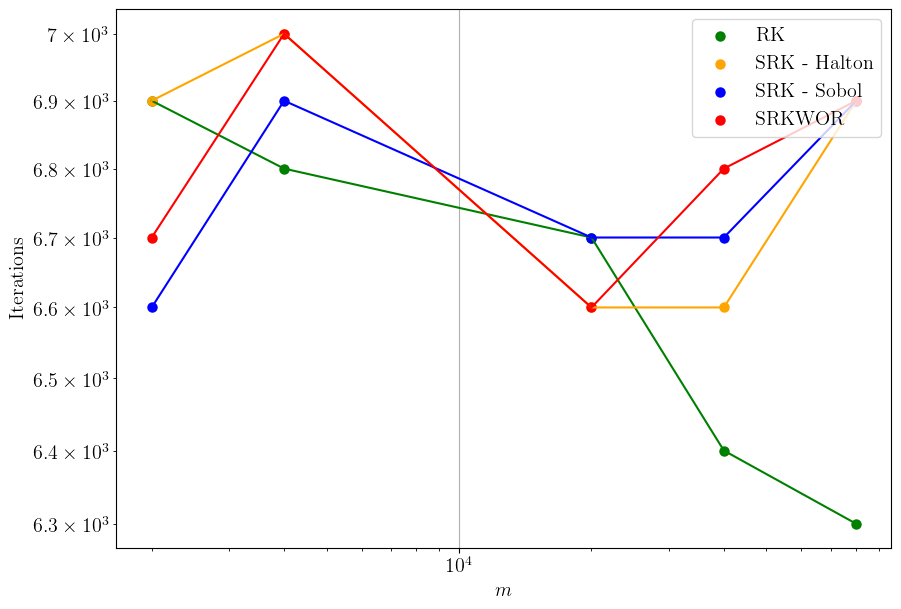 7 × 10³
6.9 × 10³
6.8 × 10³
6.7 × 10³
6.6 × 10³
6.5 × 10³
6.4 × 10³
6.3 × 10³
Iterations
10⁴
m
RK
SRK - Halton
SRK - Sobol
SRKWOR